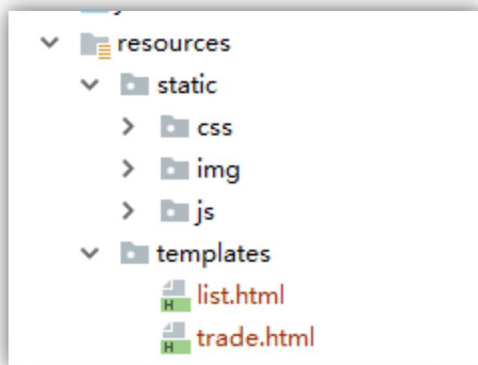 resources
static
css
img
js
templates
H list.html
H trade.html